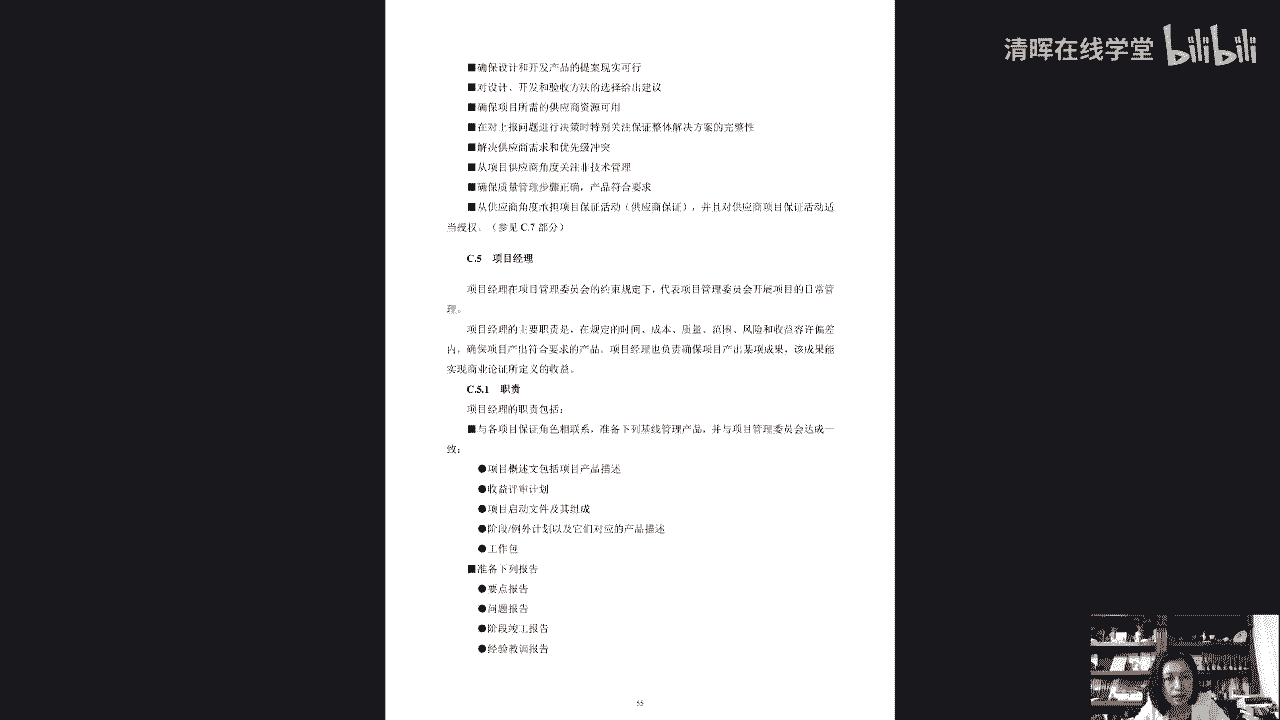 清晖在线学堂 bilibili
■确保设计和开发产品的提案现实可行
■对设计、开发和验收方法的选择给出建议
■确保项目所需的供应商资源可用
■在对上报问题进行决策时特别关注保证整体解决方案的完整性
■解决供应商需求和优先级冲突
■从项目供应商角度关注非技术管理
■确保质量管理步骤正确，产品符合要求
■从供应商角度承担项目保证活动（供应商保证），并且对供应商项目保证活动适
当授权。（参见 C.7 部分）
C.5 项目经理
项目经理在项目管理委员会的约束规定下，代表项目管理委员会开展项目的日常管
理。
项目经理的主要职责是，在规定的时间、成本、质量、范围、风险和收益容许偏差
内，确保项目产出符合要求的产品。项目经理也负责确保项目产出某项成果，该成果能
实现商业论证所定义的收益。
C.5.1 职责
项目经理的职责包括：
■与各项目保证角色相联系，准备下列基线管理产品，并与项目管理委员会达成一
致：
●项目概述文包括项目产品描述
●收益评审计划
●项目启动文件及其组成
●阶段/例外计划以及它们对应的产品描述
●工作包
■准备下列报告
●要点报告
●问题报告
●阶段竣工报告
●经验教训报告
55